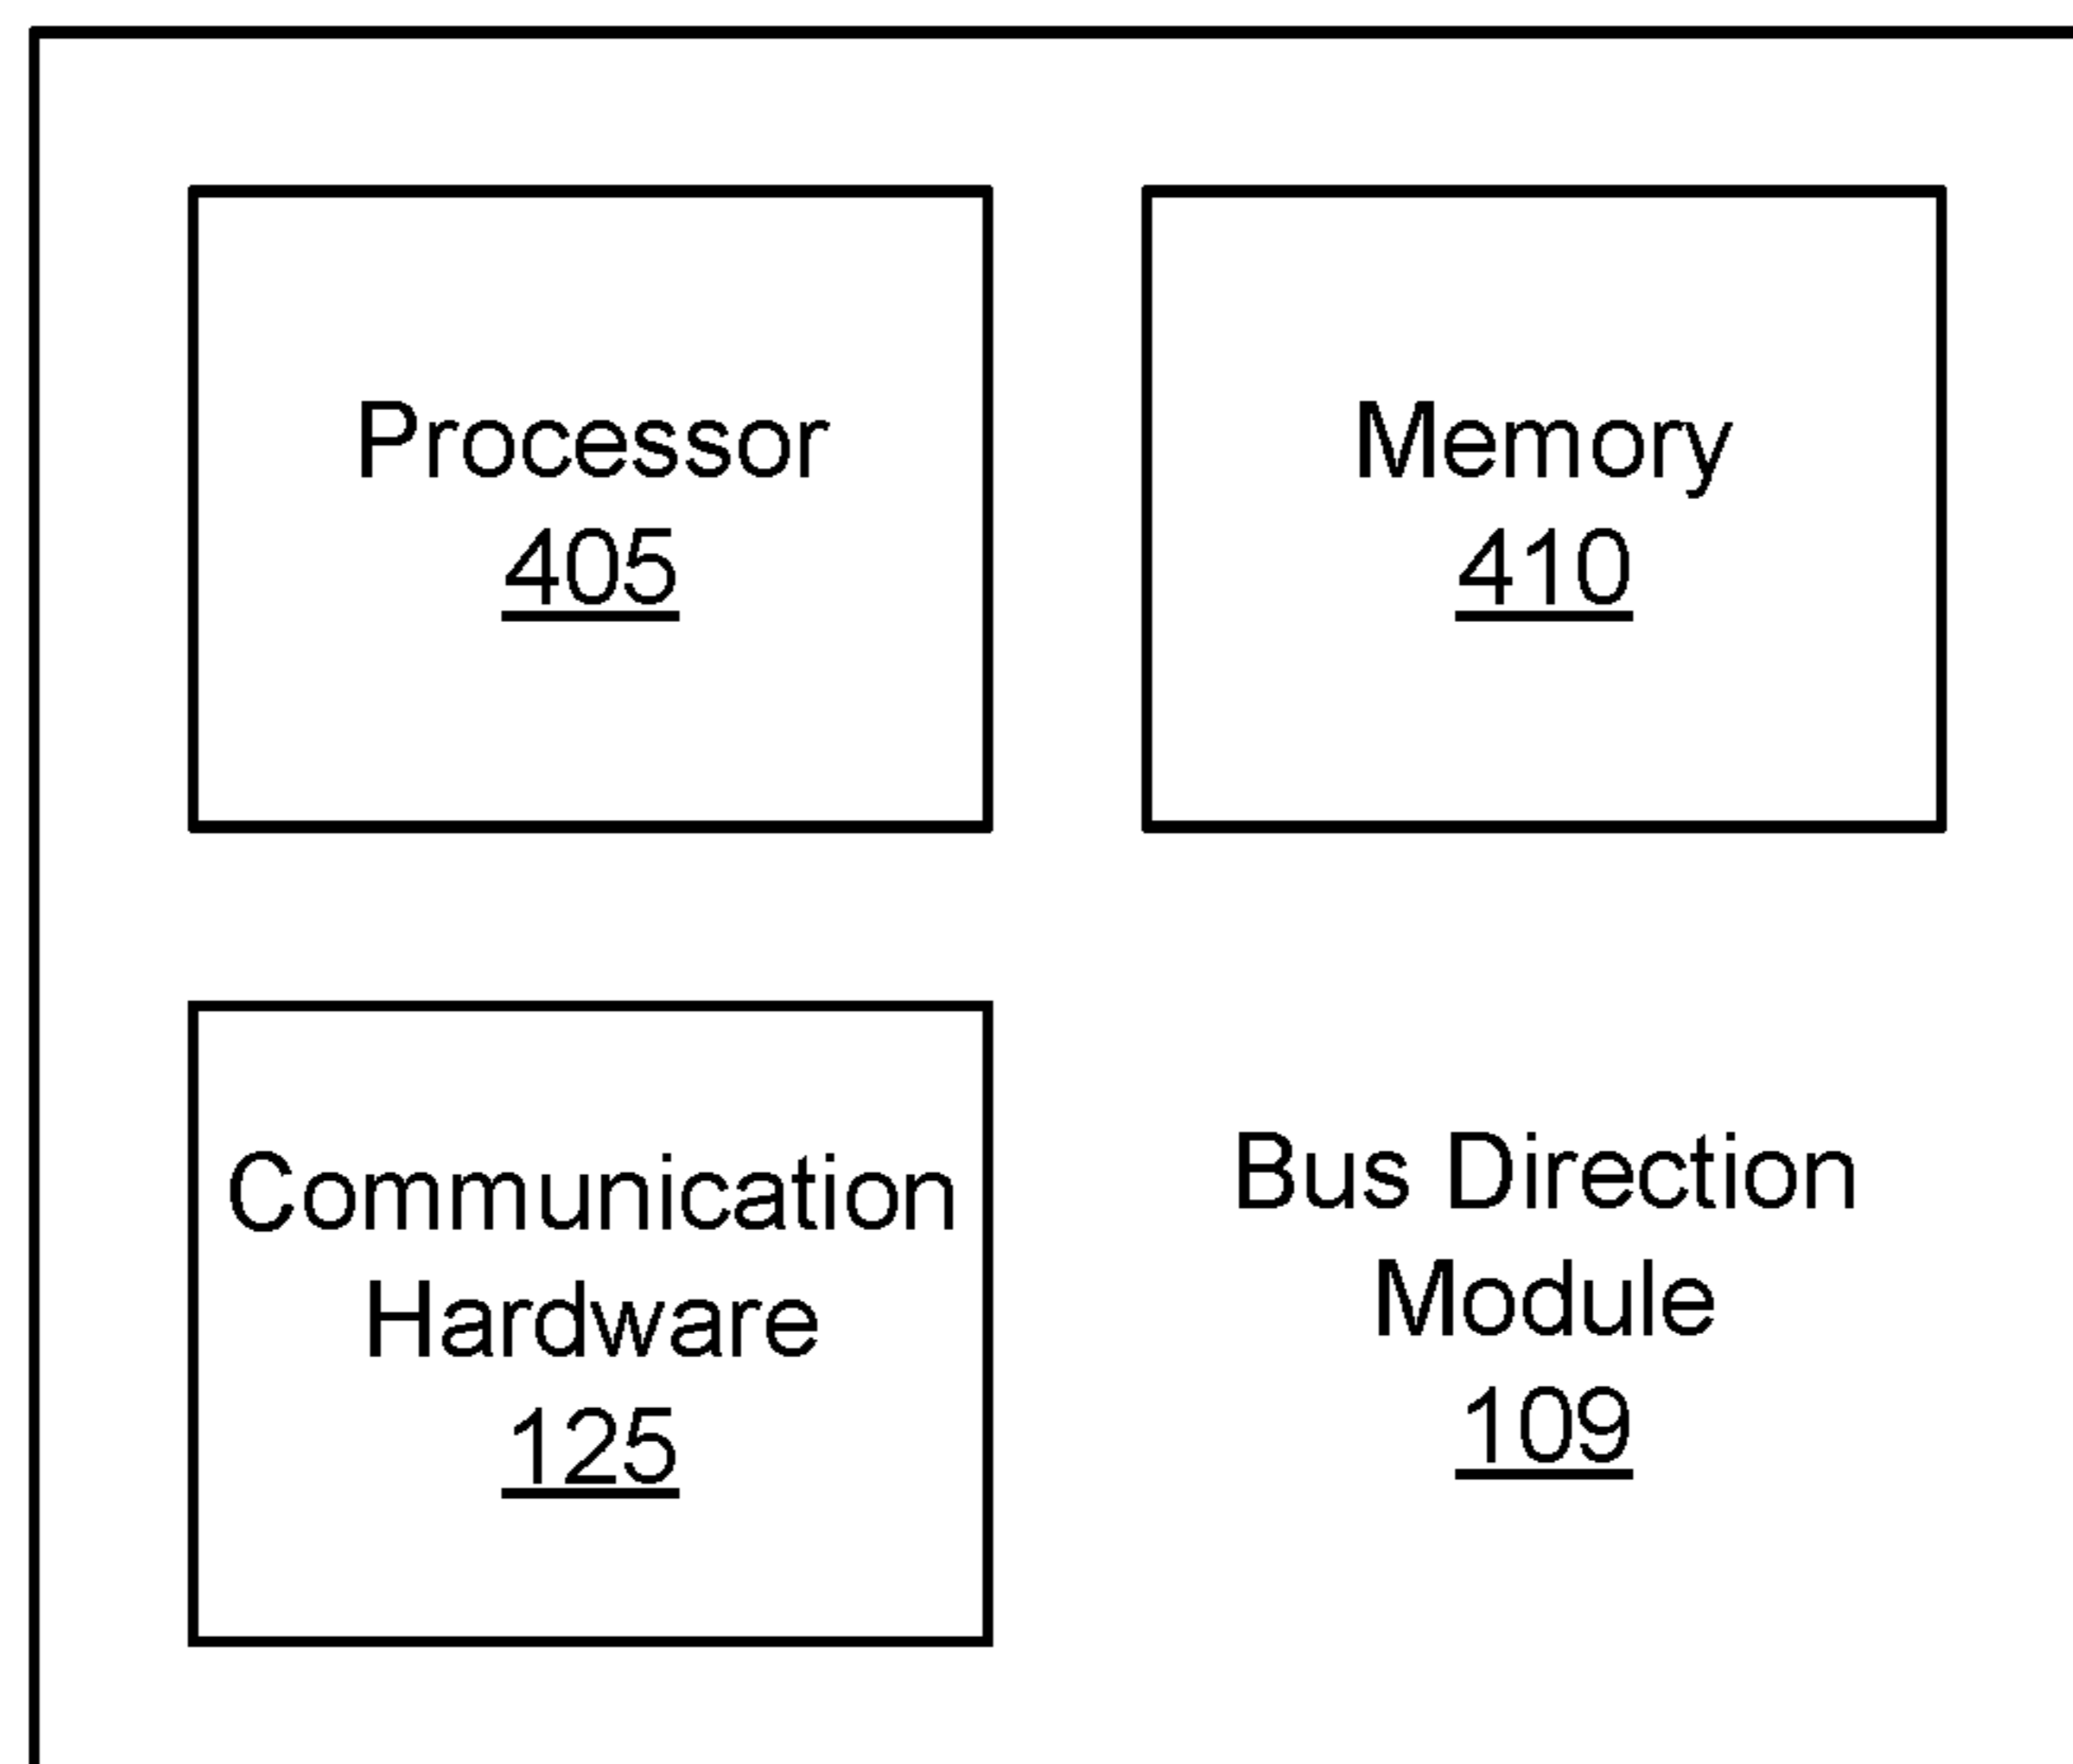 Processor
405
Memory
410
Communication
Hardware
125
Bus Direction
Module
109